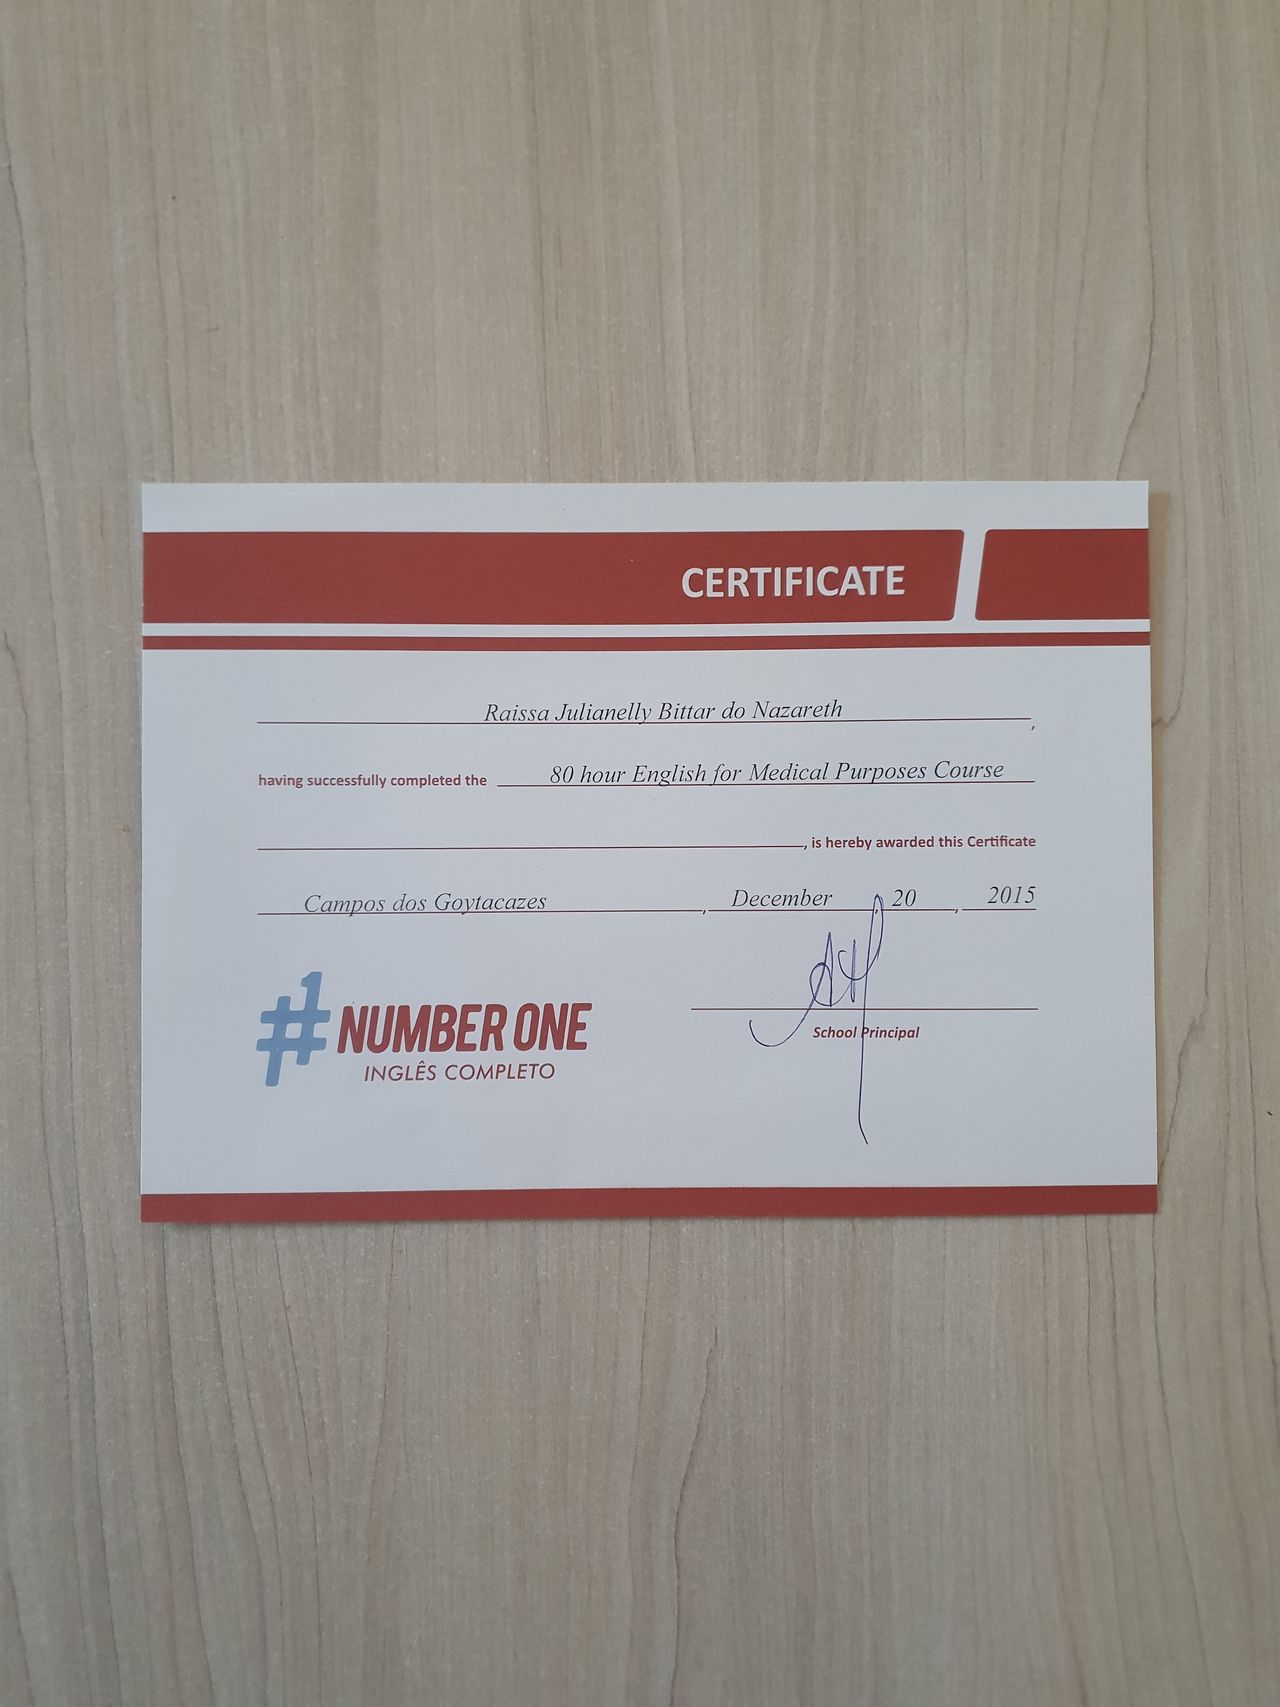 CERTIFICATE
Raissa Julianelly Bittar do Nazareth,
having successfully completed the 80 hour English for Medical Purposes Course
, is hereby awarded this Certificate
Campos dos Goytacazes, December, 20, 2015
#1 NUMBER ONE
INGLÊS COMPLETO
School Principal